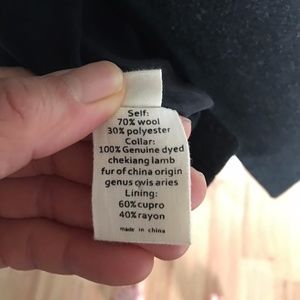 Self:
70% wool
30% polyester
Collar:
100% Genuine dyed
chekiang lamb
fur of china origin
genus ovis aries
Lining:
60%cupro
40%rayon
made in china